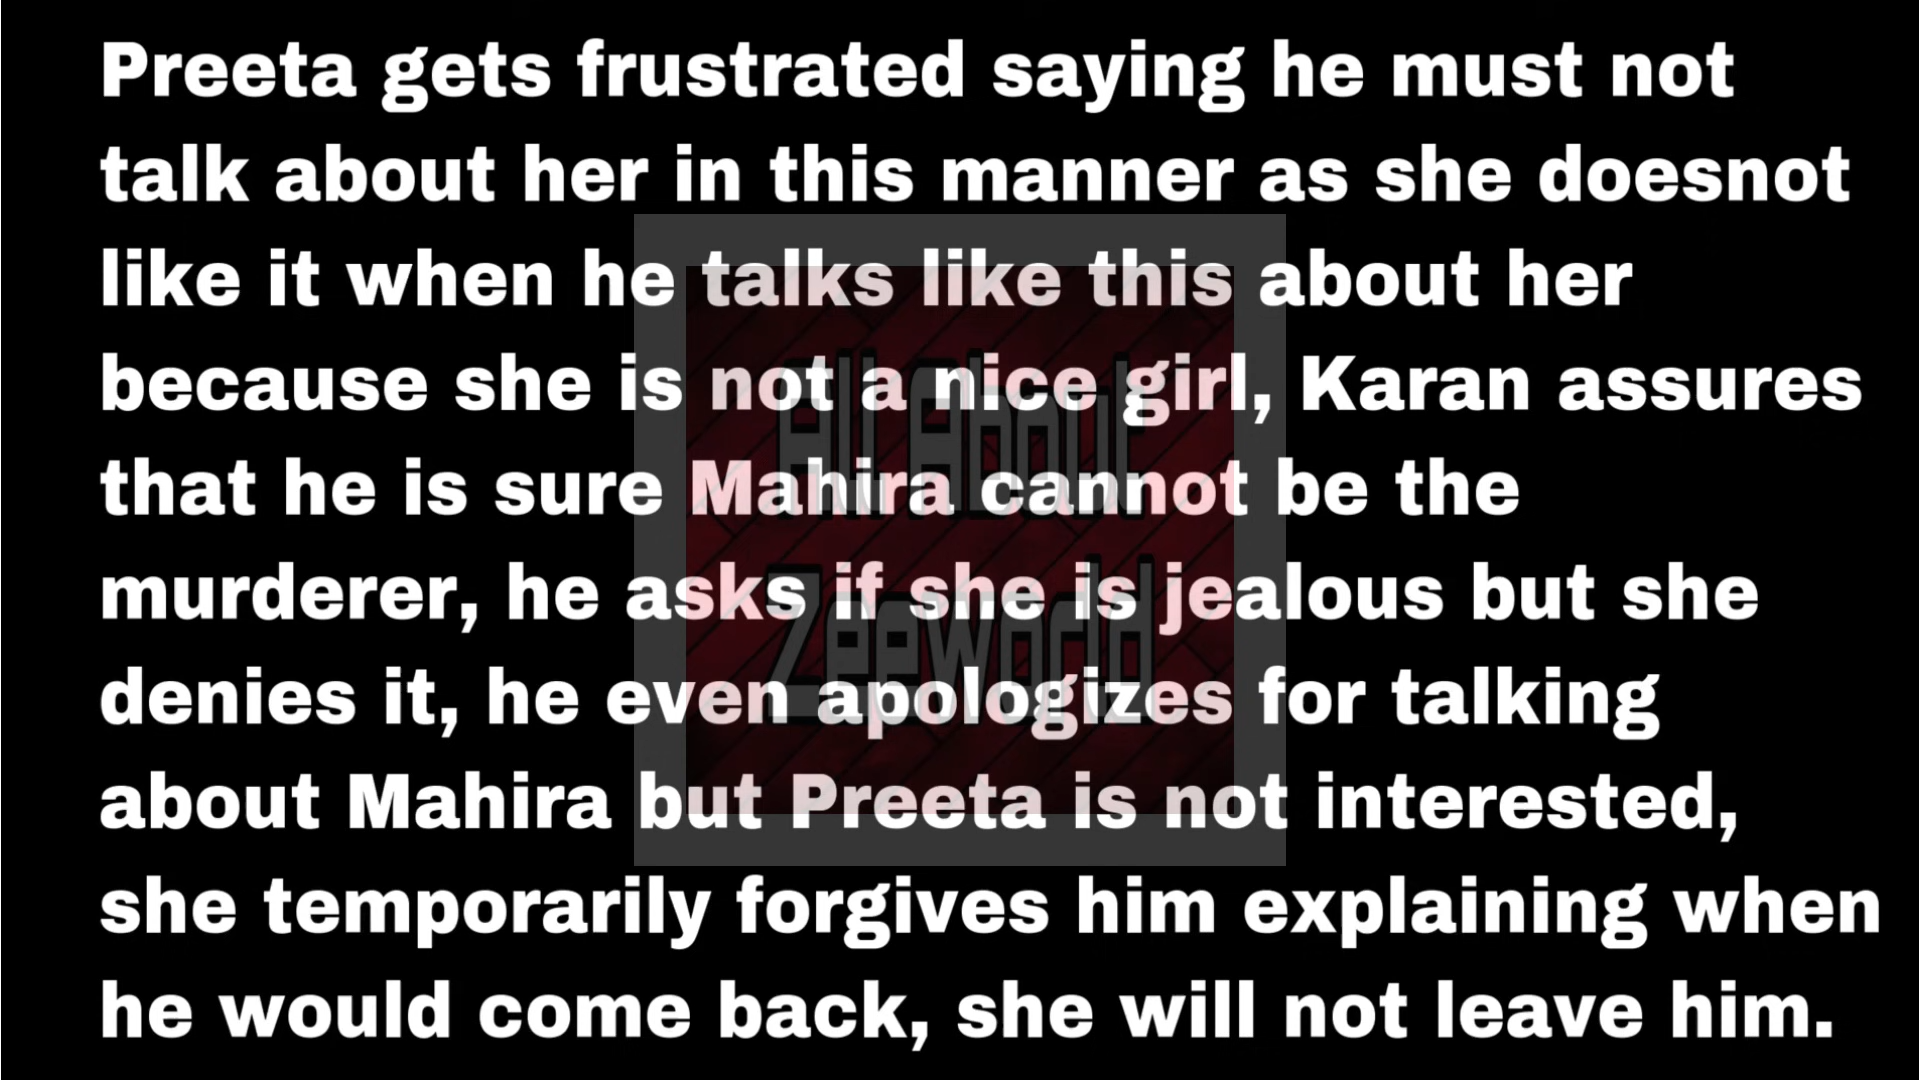 Preeta gets frustrated saying he must not
talk about her in this manner as she doesnot
like it when he talks like this about her
because she is not a nice girl, Karan assures
that he is sure Mahira cannot be the
murderer, he asks if she is jealous but she
denies it, he even apologizes for talking
about Mahira but Preeta is not interested,
she temporarily forgives him explaining when
he would come back, she will not leave him.
All About
Zeeworld